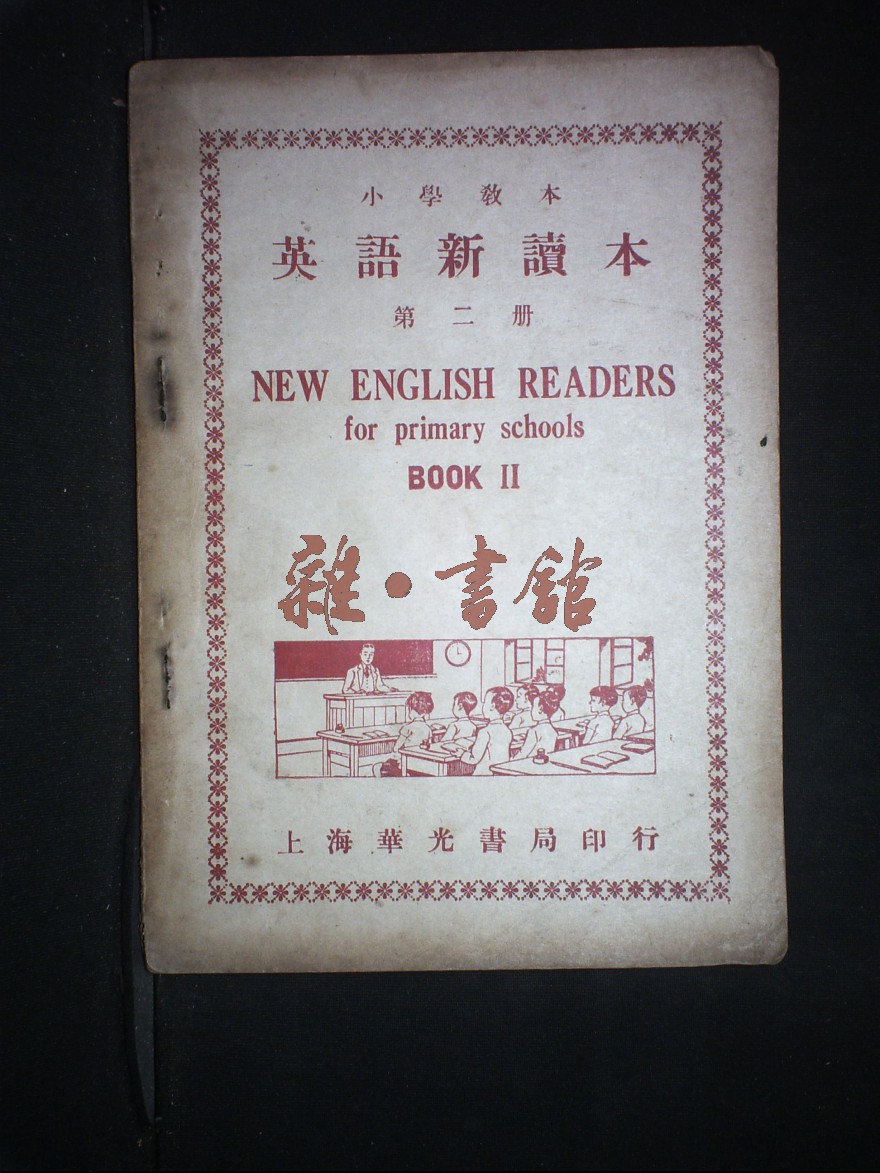 小學教本
英語新讀本
第二册
NEW ENGLISH READERS
for primary schools
BOOK II
雜·書館
上海華光書局印行